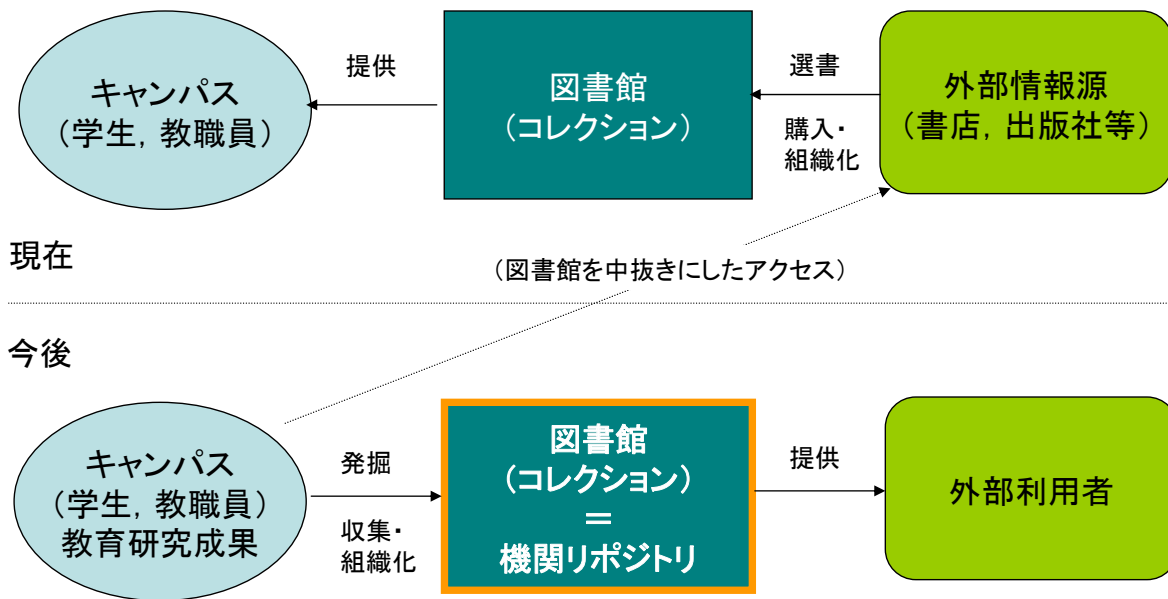 キャンパス
(学生, 教職員)
提供
図書館
(コレクション)
選書
購入・
組織化
外部情報源
(書店, 出版社等)
現在
(図書館を中抜きにしたアクセス)
今後
キャンパス
(学生, 教職員)
教育研究成果
発掘
収集・
組織化
図書館
(コレクション)
=
機関リポジトリ
提供
外部利用者